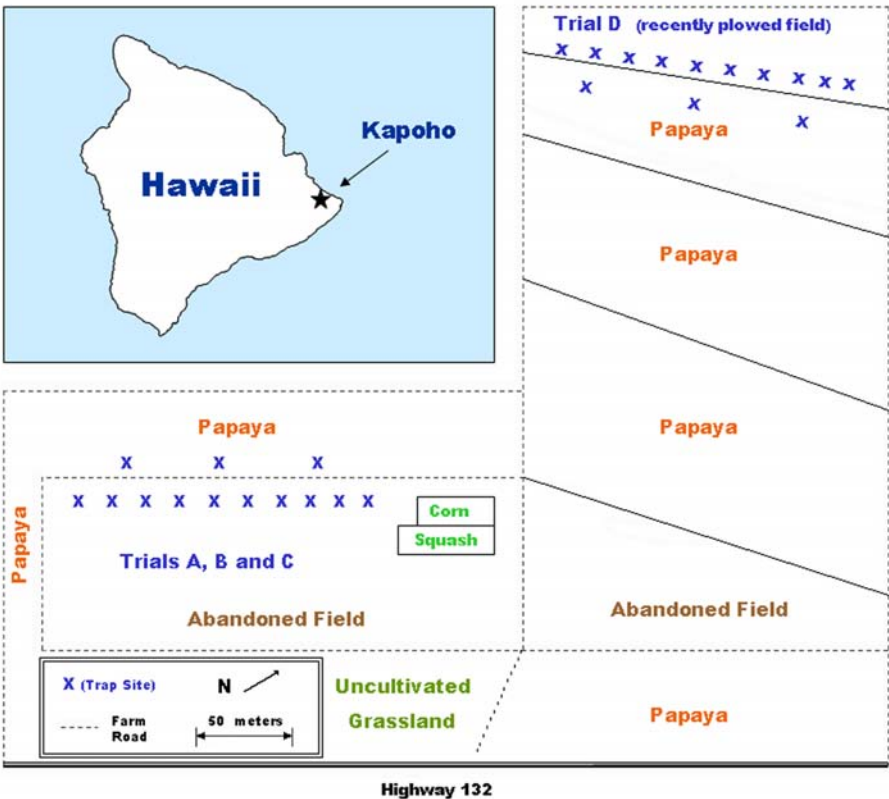 Trial D (recently plowed field)
X X X X X X X X X X
X X X
Papaya
Kapoho
Hawaii
Papaya
Papaya
Papaya
X X X
X X X X X X X X X X
Corn
Squash
Papaya
Trials A, B and C
Abandoned Field
Abandoned Field
X (Trap Site)
N
Farm
Road
50 meters
Uncultivated
Grassland
Papaya
Highway 132